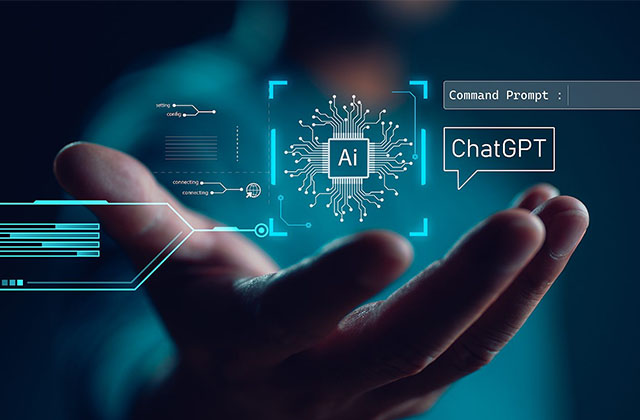 setting
config
connecting
connecting
Ai
Command Prompt :
ChatGPT